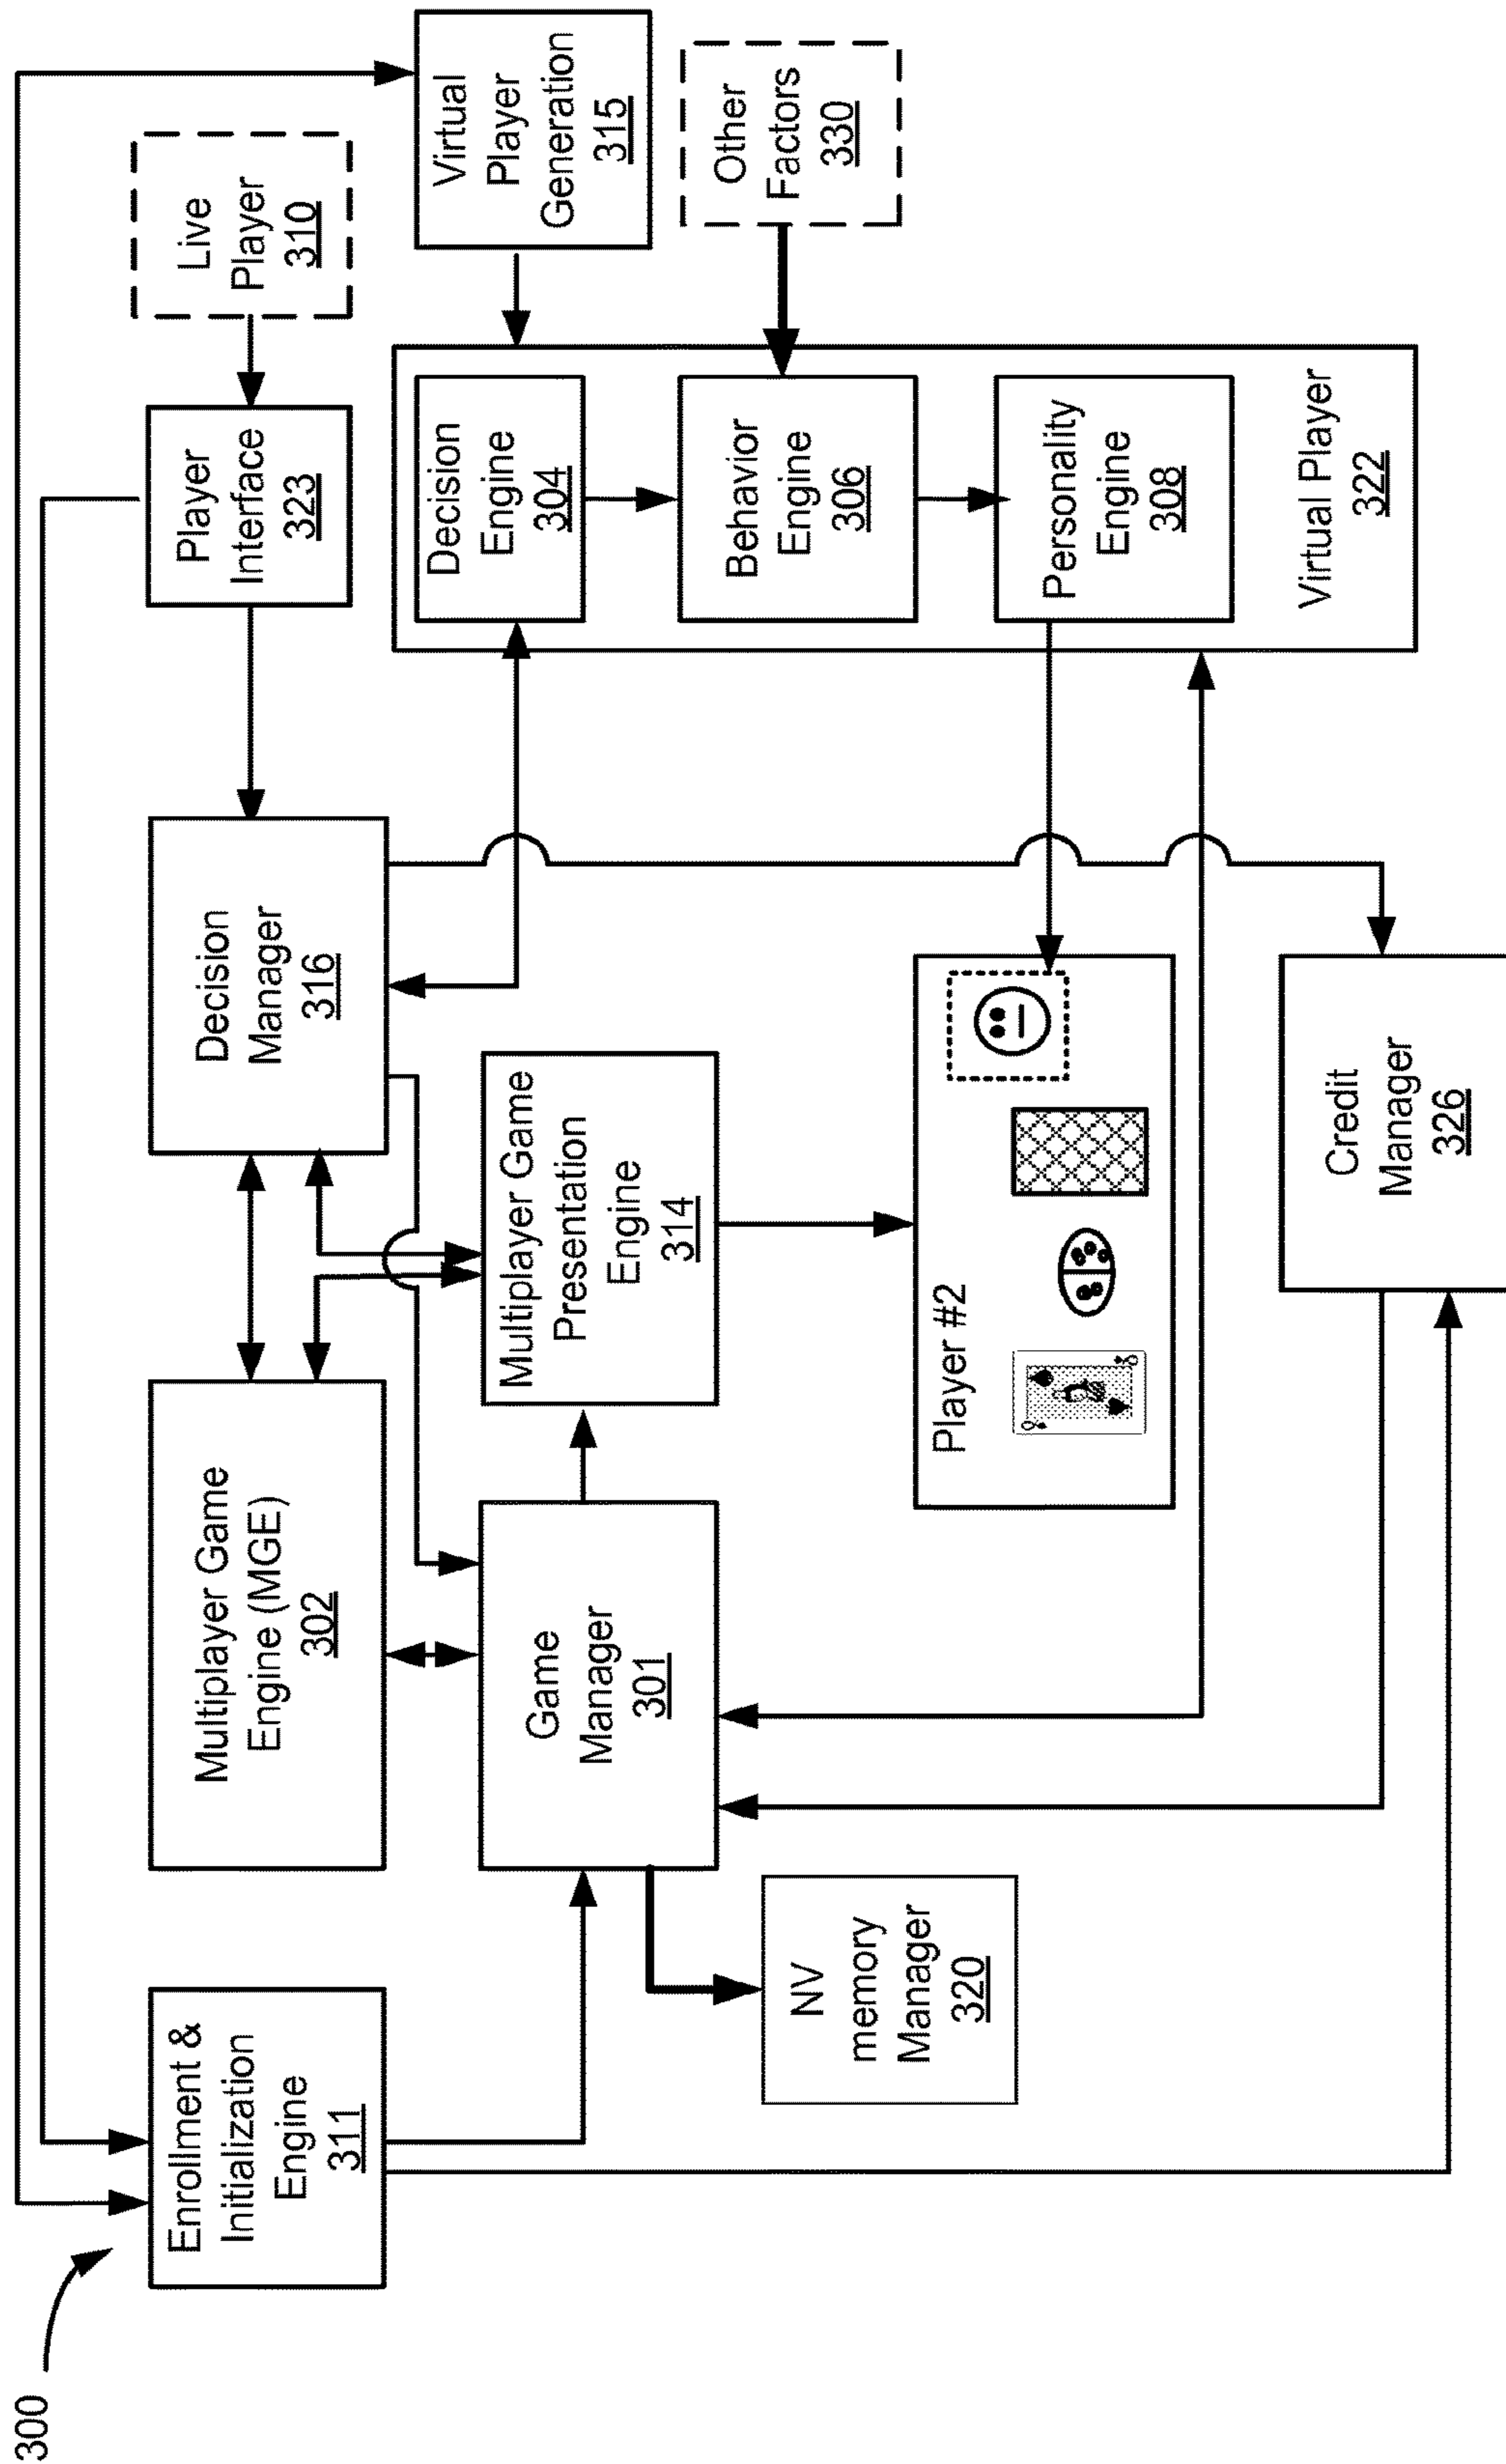 300
Enrollment &
Initialization
Engine
311
Multiplayer Game
Engine (MGE)
302
Decision
Manager
316
Player
Interface
323
Live
Player
310
Virtual
Player
Generation
315
Game
Manager
301
Multiplayer Game
Presentation
Engine
314
Decision
Engine
304
Behavior
Engine
306
Personality
Engine
308
Virtual Player
322
Other
Factors
330
NV
memory
Manager
320
Player #2
Credit
Manager
326